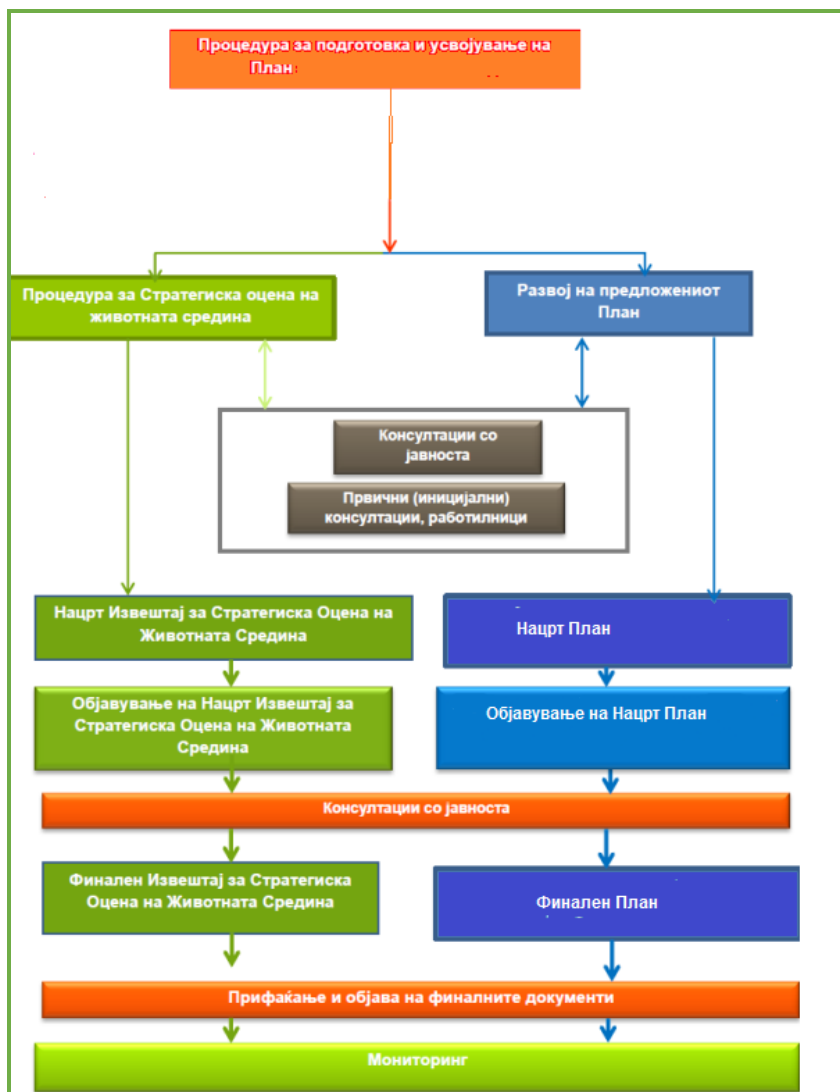 Процедура за подготовка и усвојување на
План
Процедура за Стратегиска оцена на
животната средина
Развој на предложениот
План
Консултации со
јавноста
Првични (иницијални)
консултации, работилници
Нацрт Извештај за Стратегиска Оцена на
Животната Средина
Нацрт План
Објавување на Нацрт Извештај за
Стратегиска Оцена на Животната
Средина
Објавување на Нацрт План
Консултации со јавноста
Финален Извештај за Стратегиска
Оцена на Животната Средина
Финален План
Прифаќање и објава на финалните документи
Мониторинг